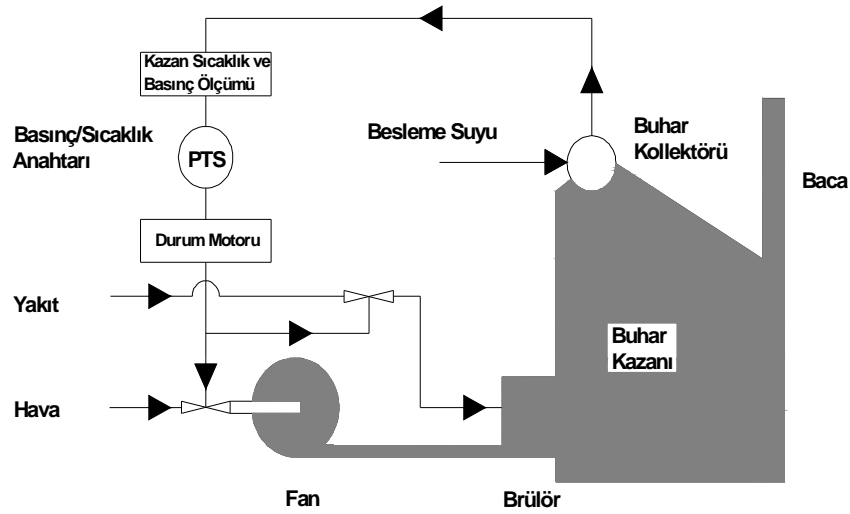 Kazan Sıcaklık ve
Basınç Ölçümü
Basınç/Sıcaklık
Anahtarı
PTS
Besleme Suyu
Buhar
Kollektörü
Baca
Durum Motoru
Yakıt
Buhar
Kazanı
Hava
Fan
Brülör